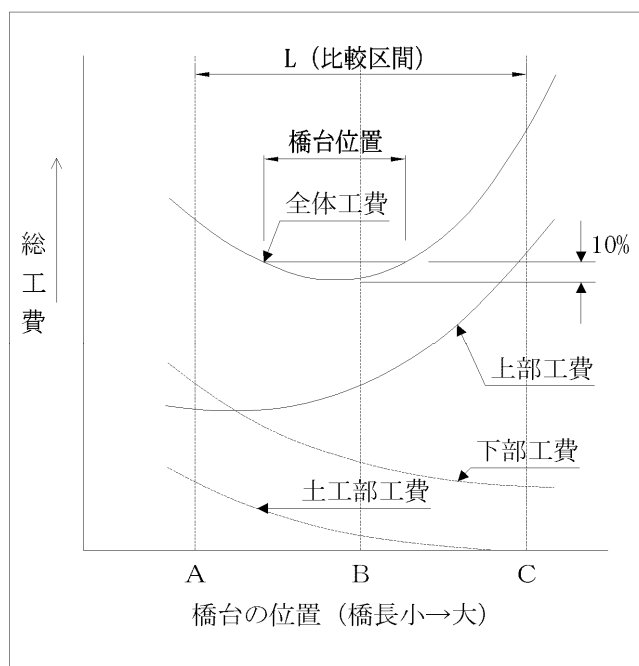 L（比較区間）
橋台位置
全体工費
10%
総工費
上部工費
下部工費
土工部工費
A
B
C
橋台の位置（橋長小→大）